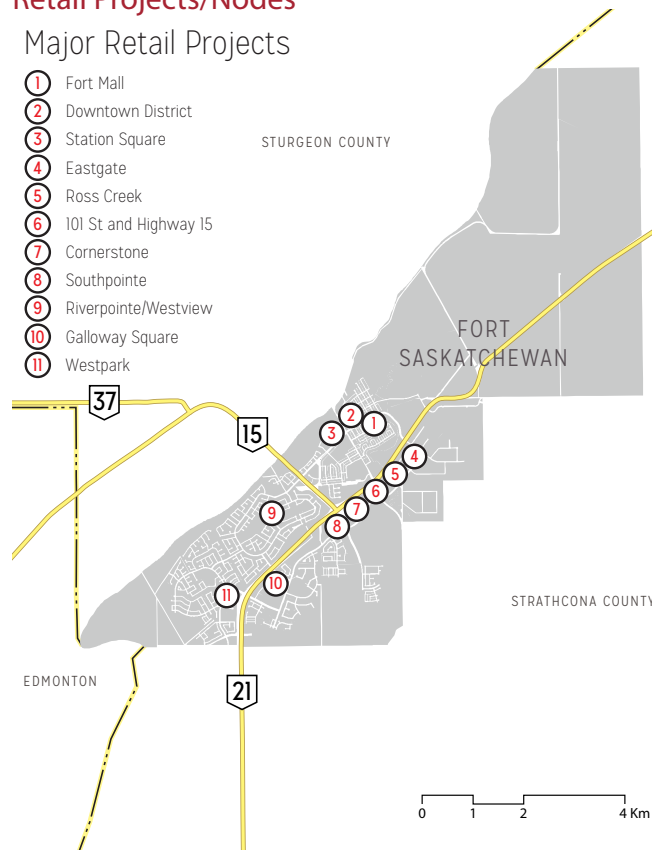 Retail Projects/Nodes
Major Retail Projects
1 Fort Mall
2 Downtown District
3 Station Square
4 Eastgate
5 Ross Creek
6 101 St and Highway 15
7 Cornerstone
8 Southpointe
9 Riverpointe/Westview
10 Galloway Square
11 Westpark
STURGEON COUNTY
FORT
SASKATCHEWAN
37
15
2
1
3
4
5
6
7
8
9
10
11
STRATHCONA COUNTY
EDMONTON
21
0 1 2 4 Km